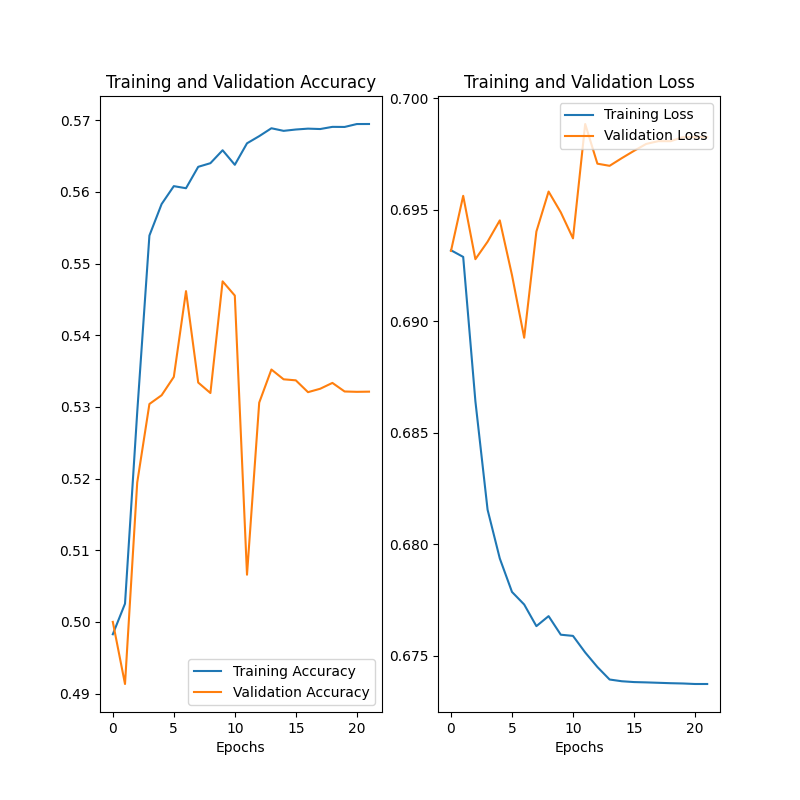 Training and Validation Accuracy
0.57
0.56
0.55
0.54
0.53
0.52
0.51
0.50
0.49
0 5 10 15 20
Epochs
Training Accuracy
Validation Accuracy
Training and Validation Loss
0.700
0.695
0.690
0.685
0.680
0.675
0 5 10 15 20
Epochs
Training Loss
Validation Loss